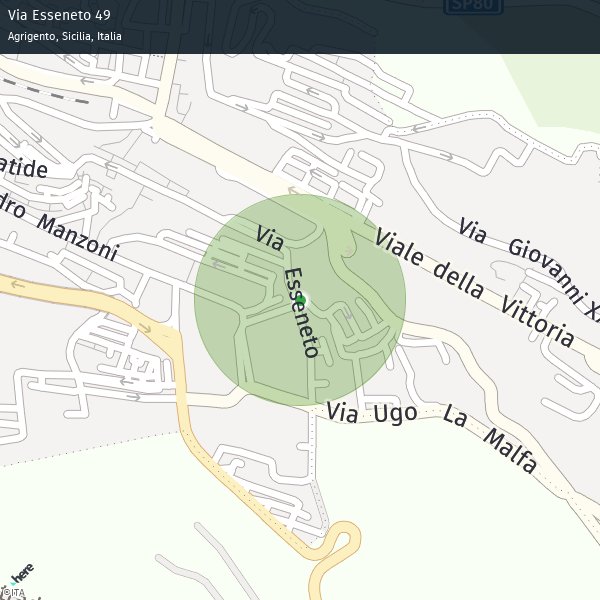 Via Esseneto 49
Agrigento, Sicilia, Italia
SP80
atide
dro Manzoni
Via Esseneto
Viale della Vittoria
Via Giovanni XX
Via Ugo La Malfa
here
© ITA